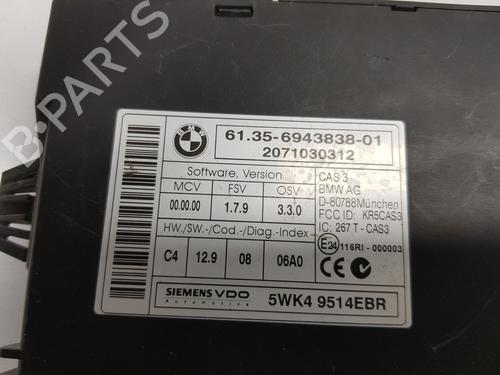 BMW
61.35-6943838-01
2071030312
Software, Version
MCV FSV OSV
00.00.00 1.7.9 3.3.0
HW./SW.-/Cod.-/Diag.-Index
C4 12.9 08 06A0
CAS 3
BMW AG
D-80788München
FCC ID: KR5CAS3
IC: 267 T - CAS3
E24 116RI - 000003
SIEMENS VDO
Automotive
5WK4 9514EBR
B-PARTS